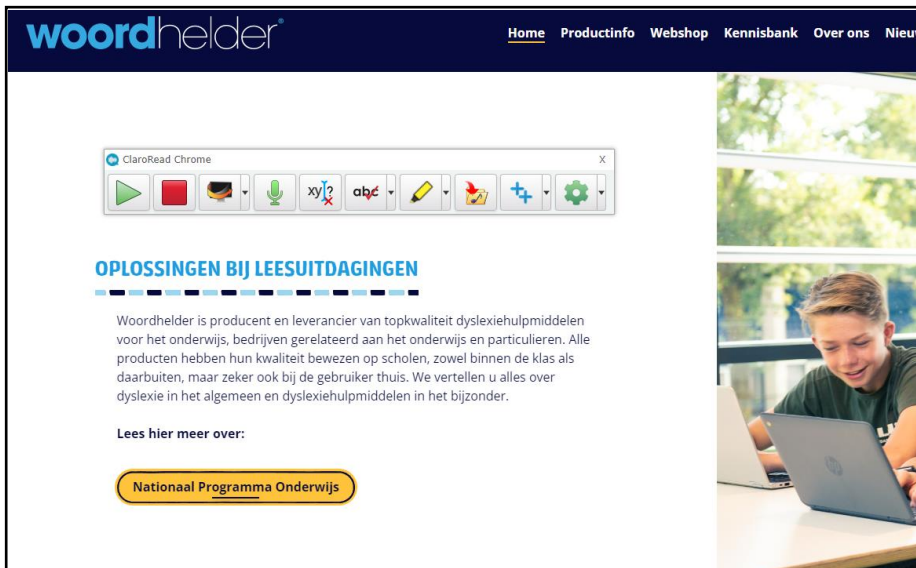 woordhelder®
Home Productinfo Webshop Kennisbank Over ons Nieuw
ClaroRead Chrome X
xy ?
abc
OPLOSSINGEN BIJ LEESUITDAGINGEN
Woordhelder is producent en leverancier van topkwaliteit dyslexiehulpmiddelen
voor het onderwijs, bedrijven gerelateerd aan het onderwijs en particulieren. Alle
producten hebben hun kwaliteit bewezen op scholen, zowel binnen de klas als
daarbuiten, maar zeker ook bij de gebruiker thuis. We vertellen u alles over
dyslexie in het algemeen en dyslexiehulpmiddelen in het bijzonder.
Lees hier meer over:
Nationaal Programma Onderwijs